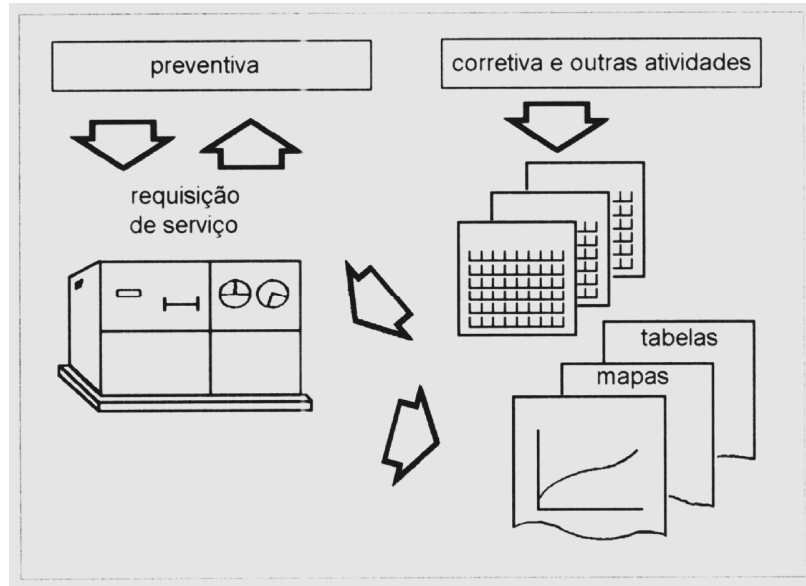 preventiva
corretiva e outras atividades
requisição
de serviço
tabelas
mapas